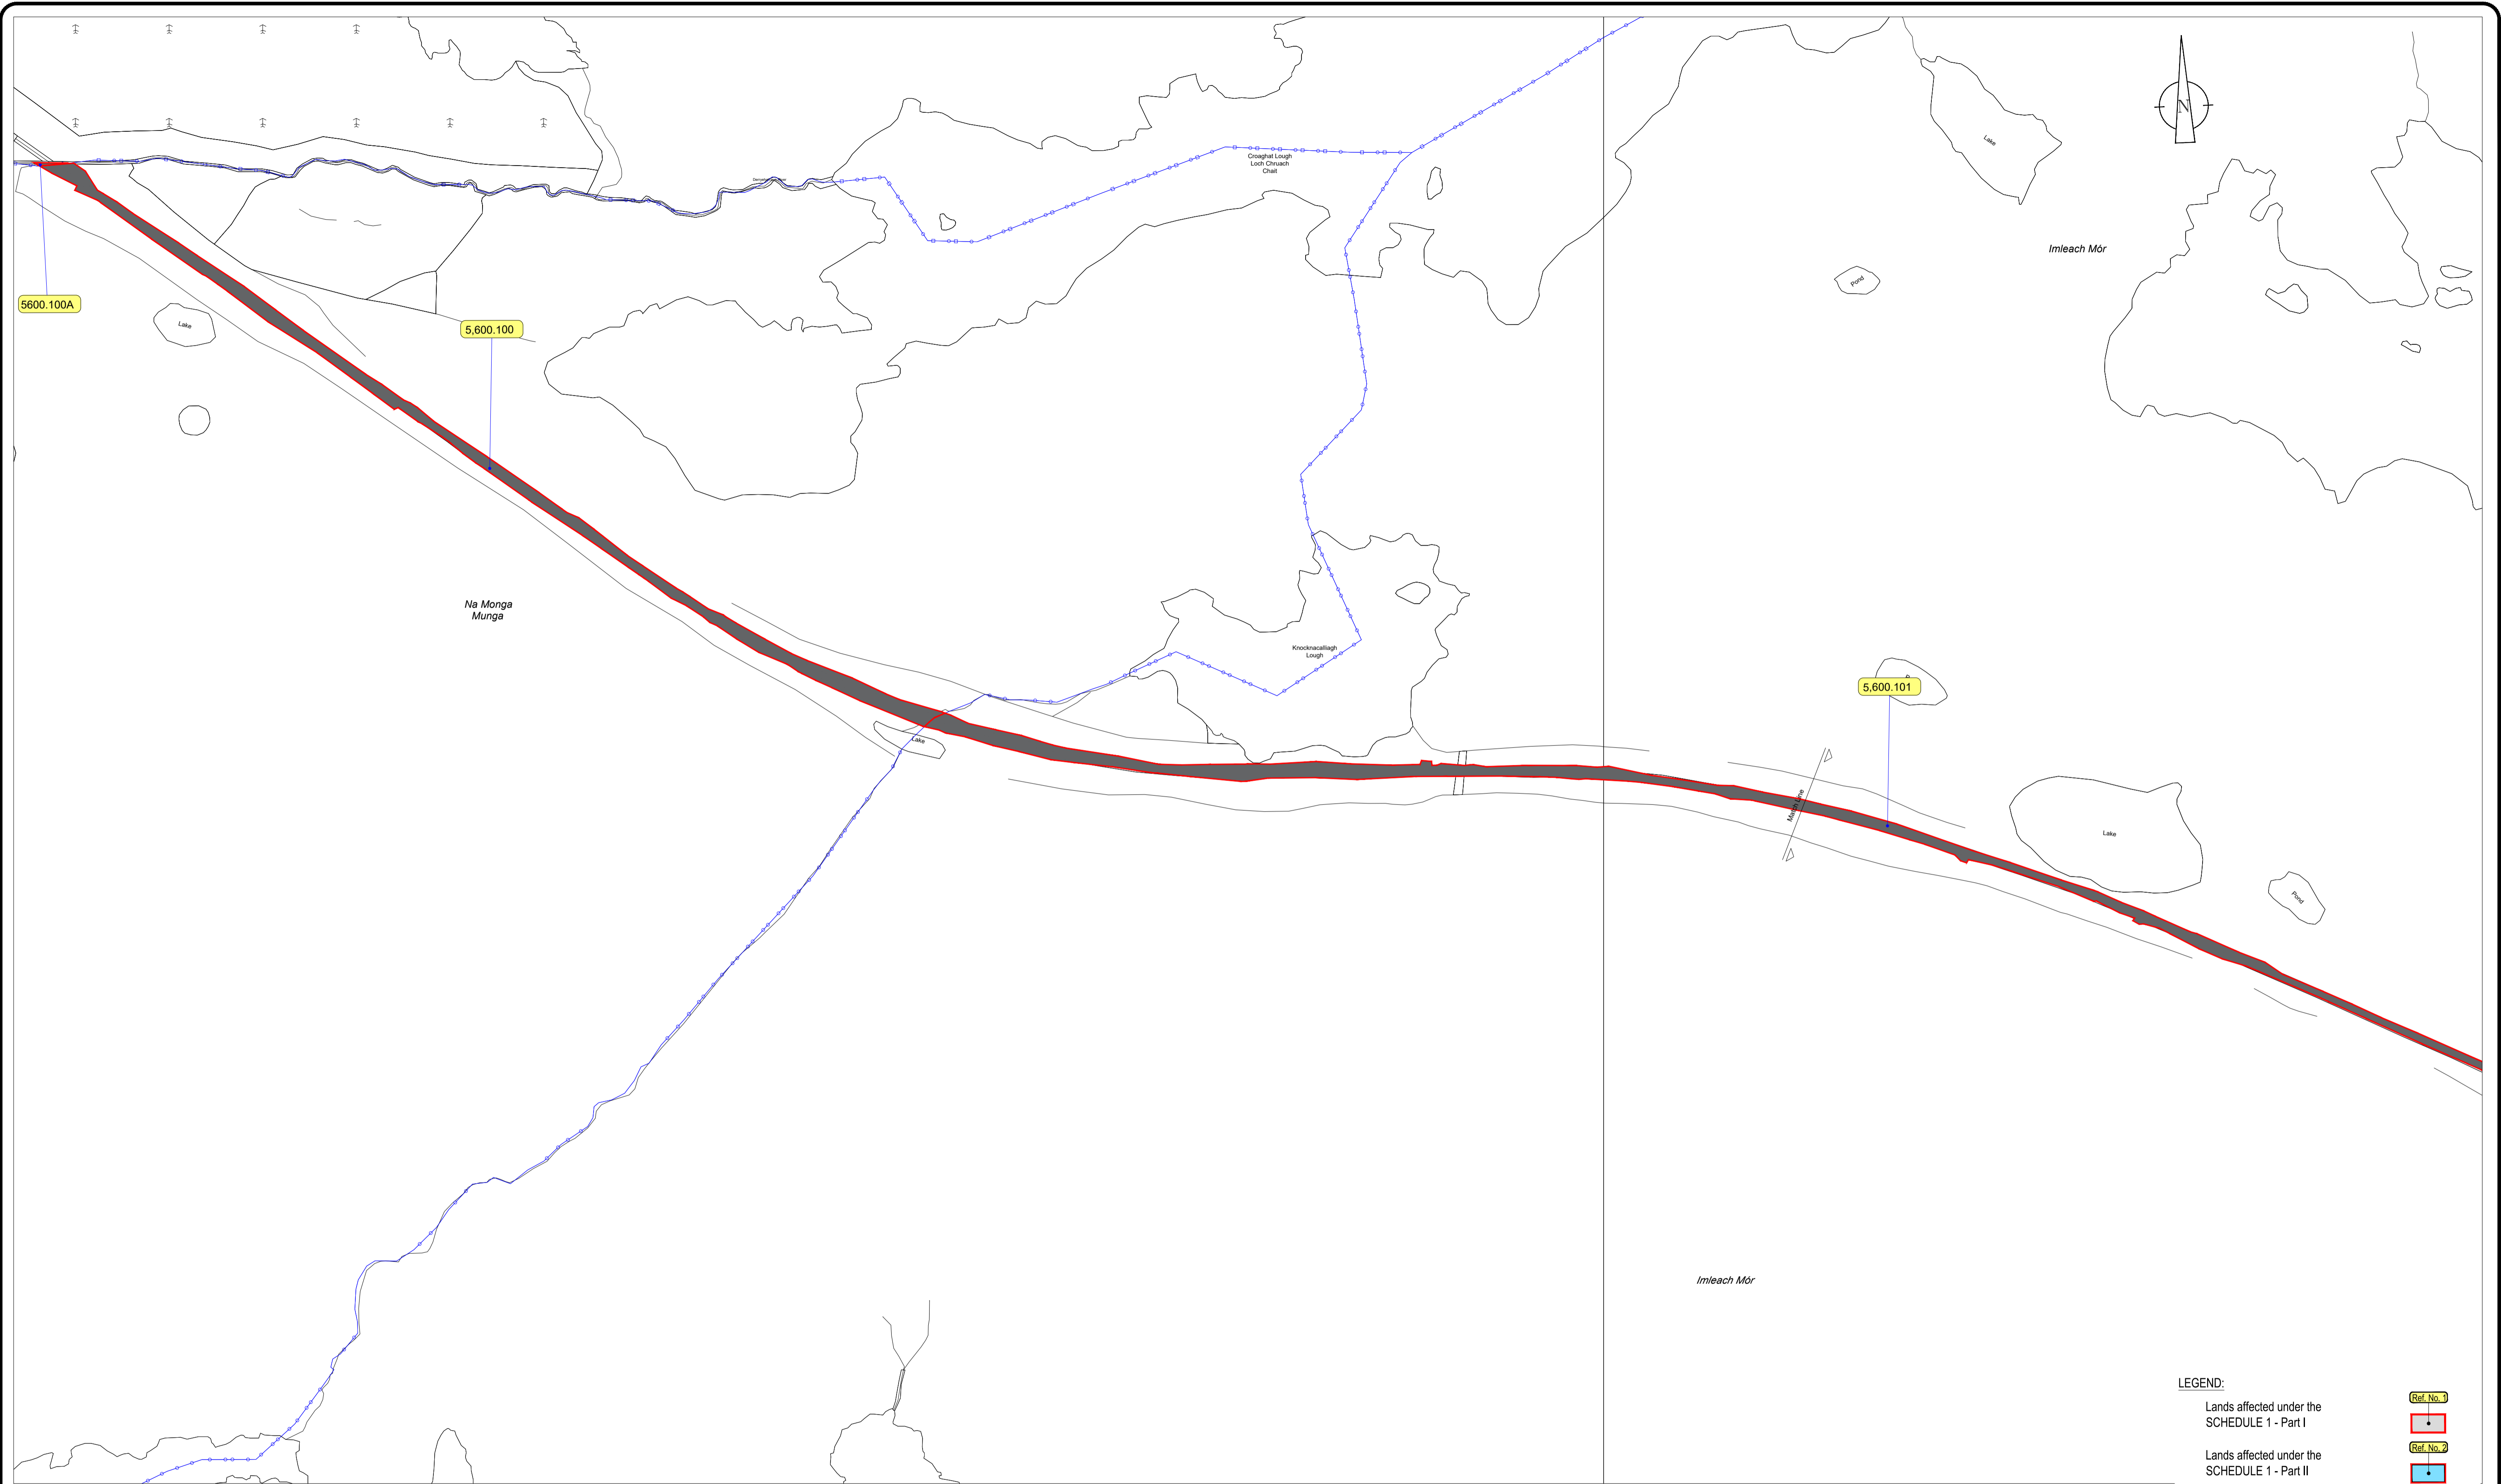 N
Lake
Croaghat Lough
Loch Chruach
Chait
Imleach Mór
Pond
5600.100A
Lake
5,600.100
Na Monga
Munga
Knocknacalliagh
Lough
5,600.101
Lake
Match Line
Lake
Pond
Imleach Mór
LEGEND:
Lands affected under the
SCHEDULE 1 - Part I
Ref. No. 1
Lands affected under the
SCHEDULE 1 - Part II
Ref. No. 2